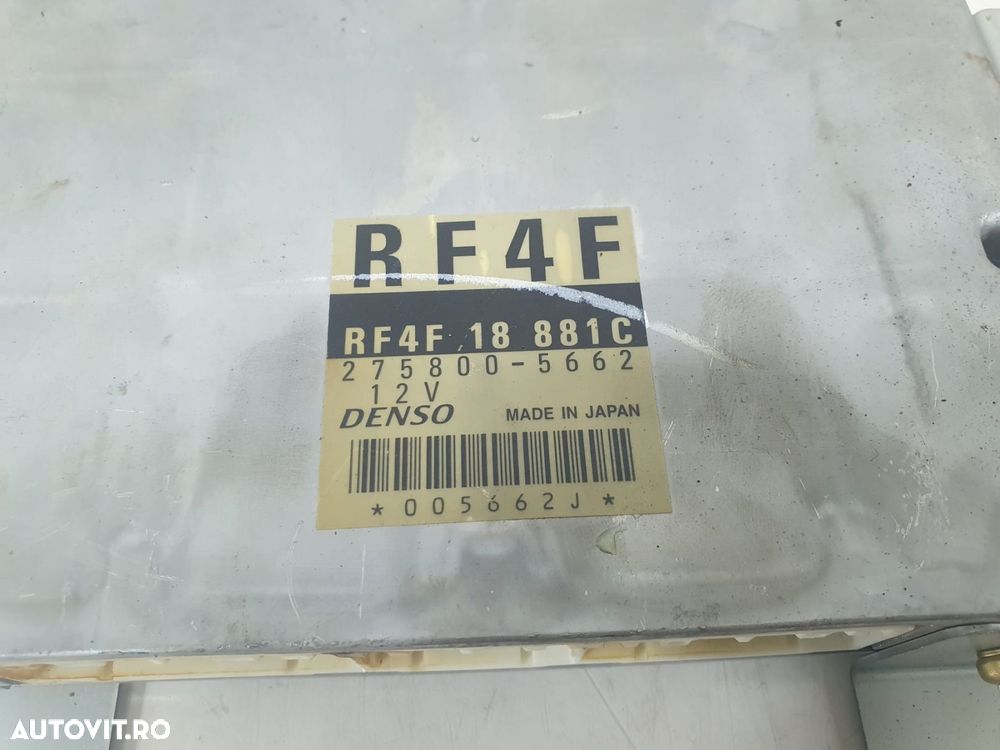 RF4F
RF4F 18 881C
275800-5662
12V
DENSO MADE IN JAPAN
*005662J*
AUTOVIT.RO